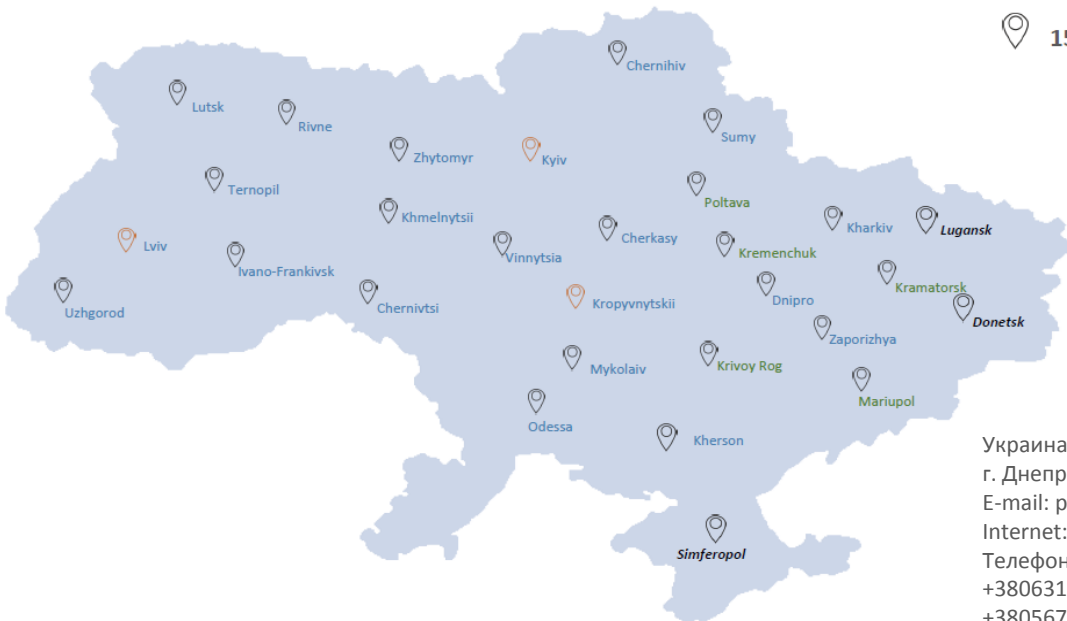 15
Chernihiv
Lutsk
Rivne
Sumy
Zhytomyr
Kyiv
Ternopil
Poltava
Khmelnytsii
Cherkasy
Kharkiv
Lugansk
Lviv
Kremenchuk
Vinnytsia
Ivano-Frankivsk
Kramatorsk
Uzhgorod
Chernivtsi
Kropyvnytskii
Dnipro
Donetsk
Zaporizhya
Mykolaiv
Krivoy Rog
Mariupol
Odessa
Kherson
Simferopol
Украина
г. Днепр
E-mail: p
Internet:
Телефон
+380631
+380567